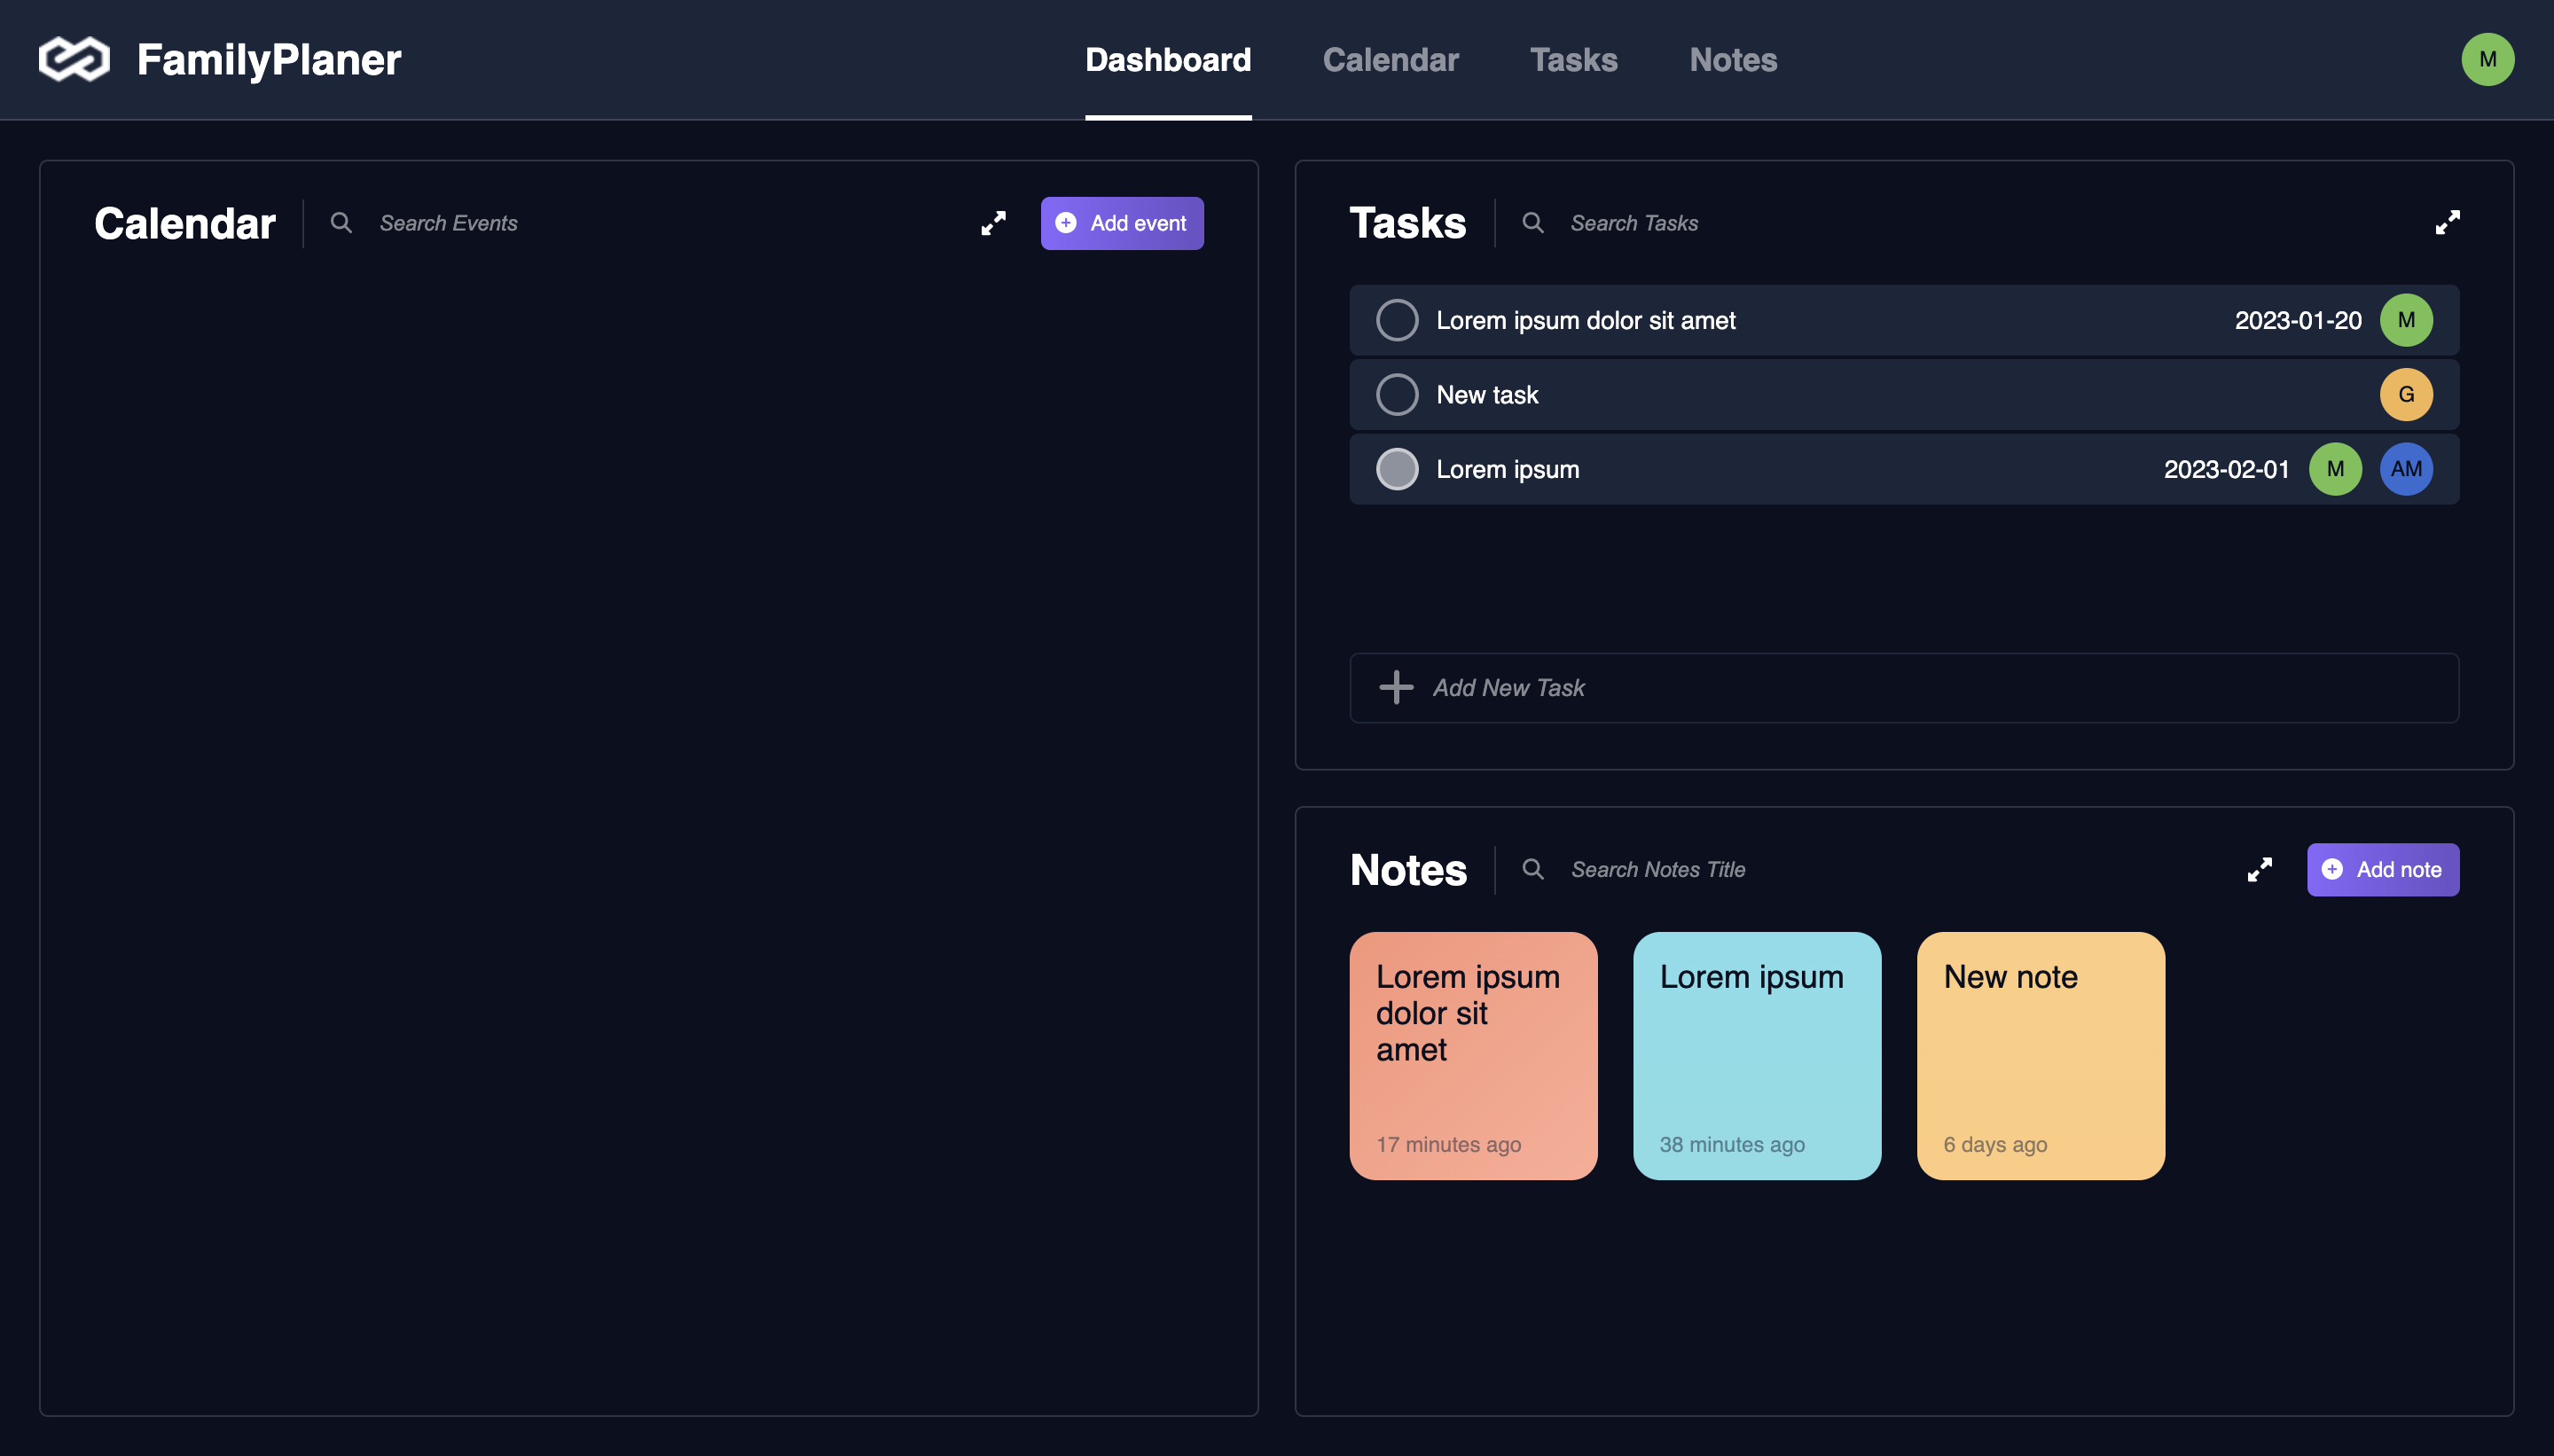 FamilyPlaner
Dashboard
Calendar
Tasks
Notes
M
Calendar
Search Events
Add event
Tasks
Search Tasks
Lorem ipsum dolor sit amet
2023-01-20
M
New task
G
Lorem ipsum
2023-02-01
M
AM
Add New Task
Notes
Search Notes Title
Add note
Lorem ipsum
dolor sit
amet
17 minutes ago
Lorem ipsum
38 minutes ago
New note
6 days ago